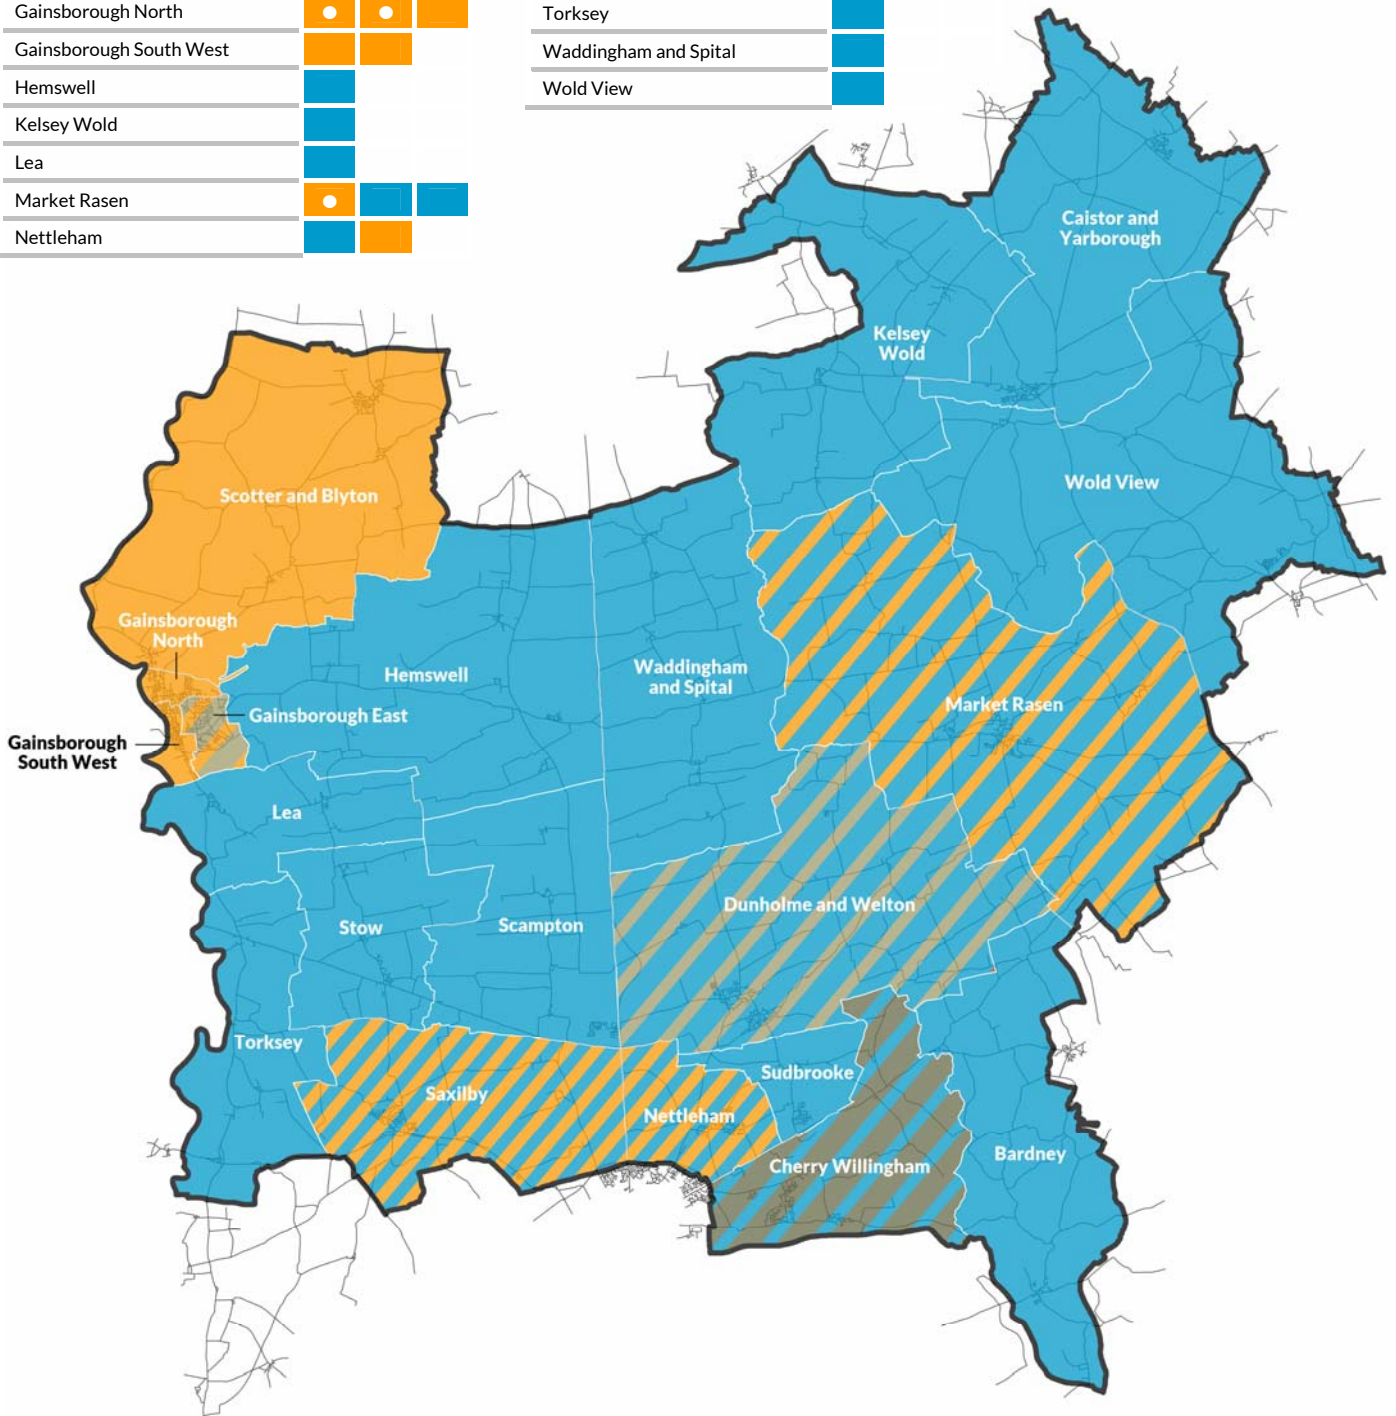 Gainsborough North
Gainsborough South West
Hemswell
Kelsey Wold
Lea
Market Rasen
Nettleham
Torksey
Waddingham and Spital
Wold View
Caistor and
Yarborough
Kelsey
Wold
Wold View
Scotter and Blyton
Gainsborough
North
Hemswell
Waddingham
and Spital
Gainsborough East
Market Rasen
Gainsborough
South West
Lea
Dunholme and Welton
Stow
Scampton
Torksey
Saxilby
Sudbrooke
Nettleham
Cherry Willingham
Bardney